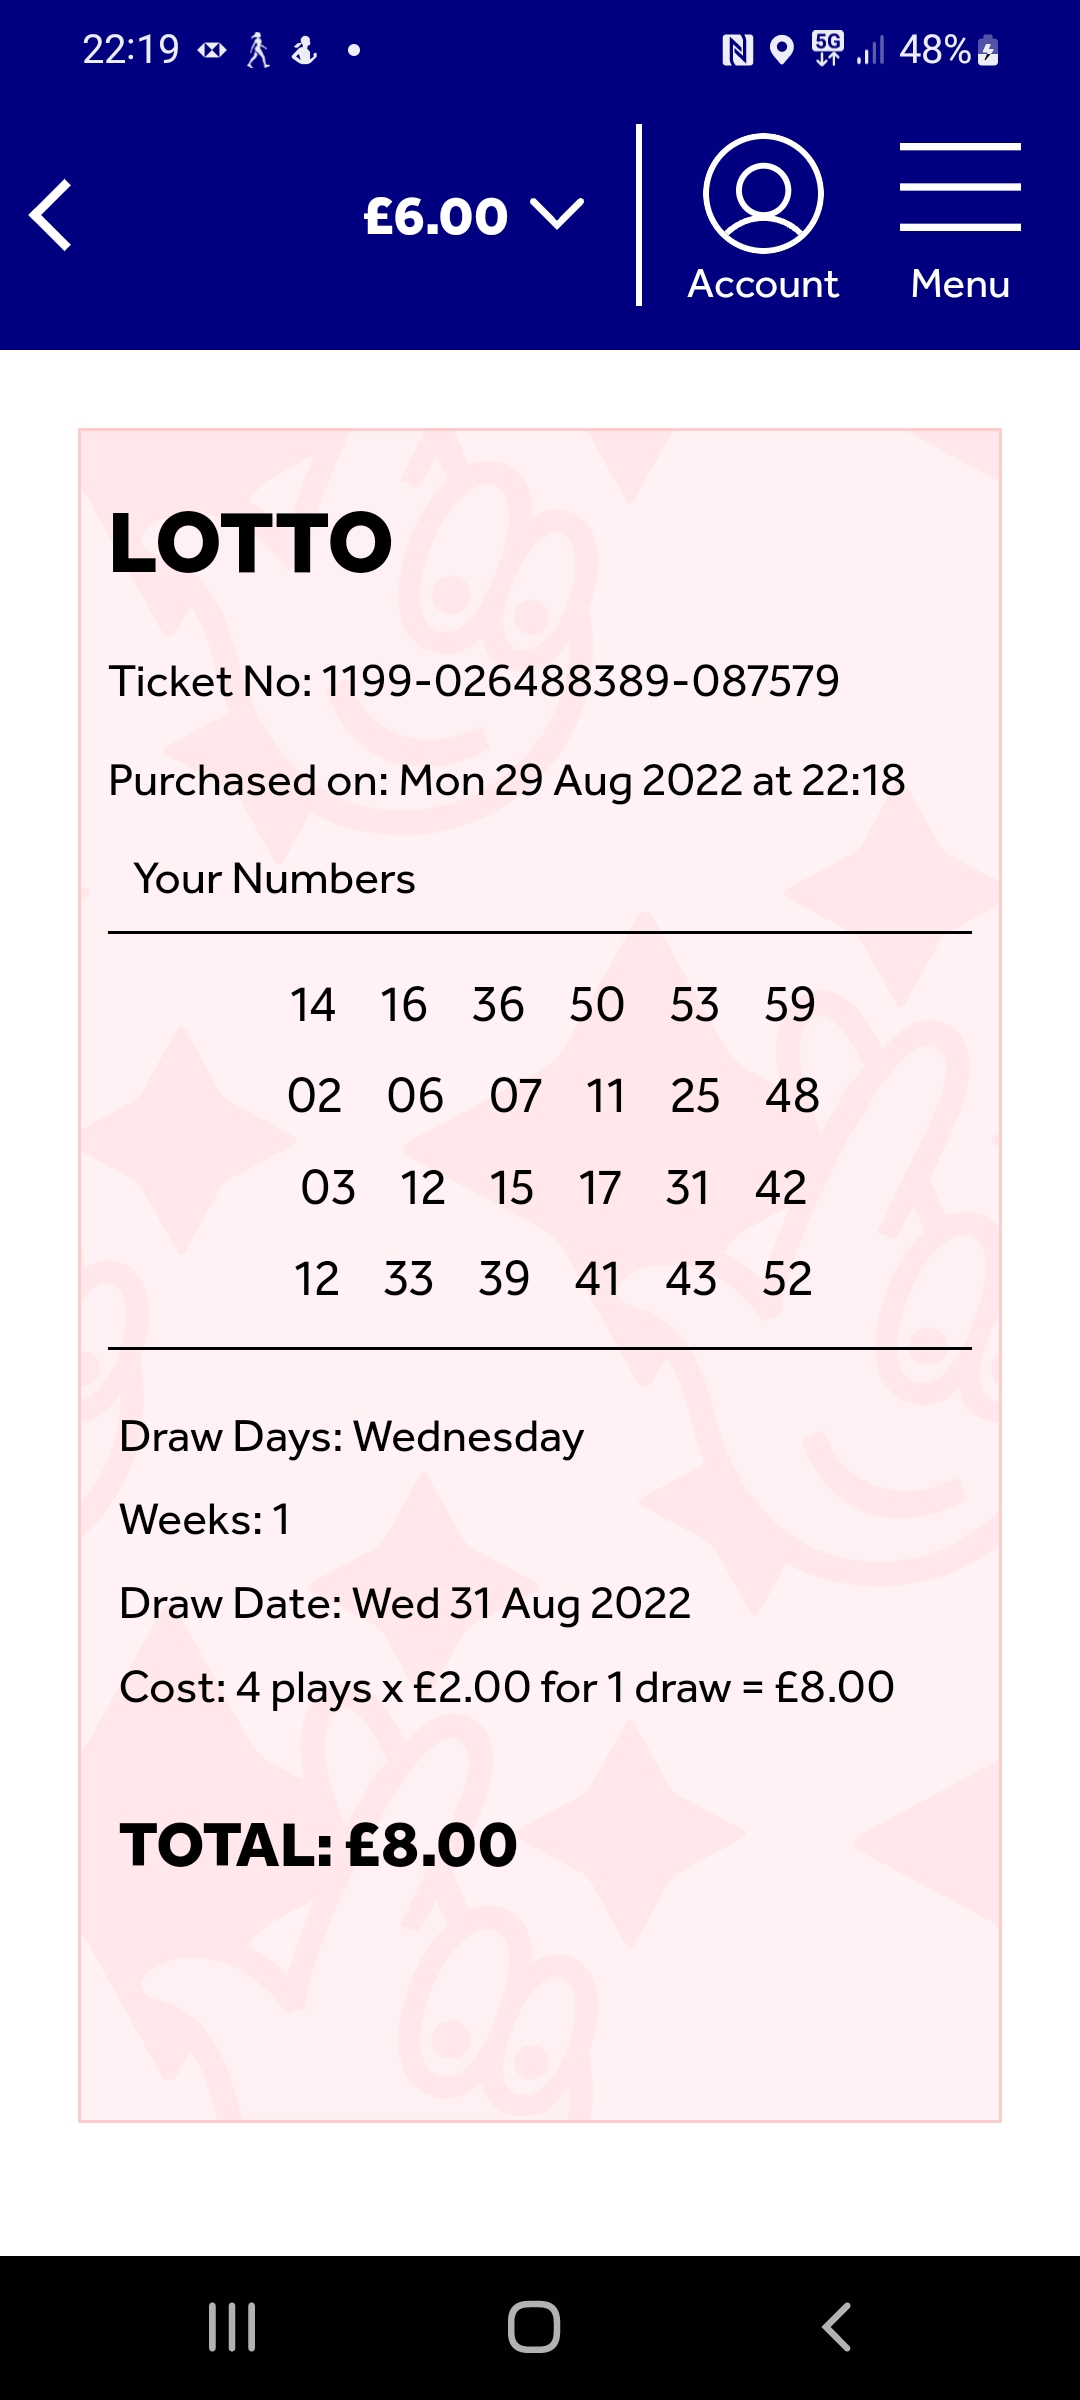 22:19 5G 48%
£6.00
Account Menu
LOTTO
Ticket No: 1199-026488389-087579
Purchased on: Mon 29 Aug 2022 at 22:18
Your Numbers
14 16 36 50 53 59
02 06 07 11 25 48
03 12 15 17 31 42
12 33 39 41 43 52
Draw Days: Wednesday
Weeks: 1
Draw Date: Wed 31 Aug 2022
Cost: 4 plays x £2.00 for 1 draw = £8.00
TOTAL: £8.00